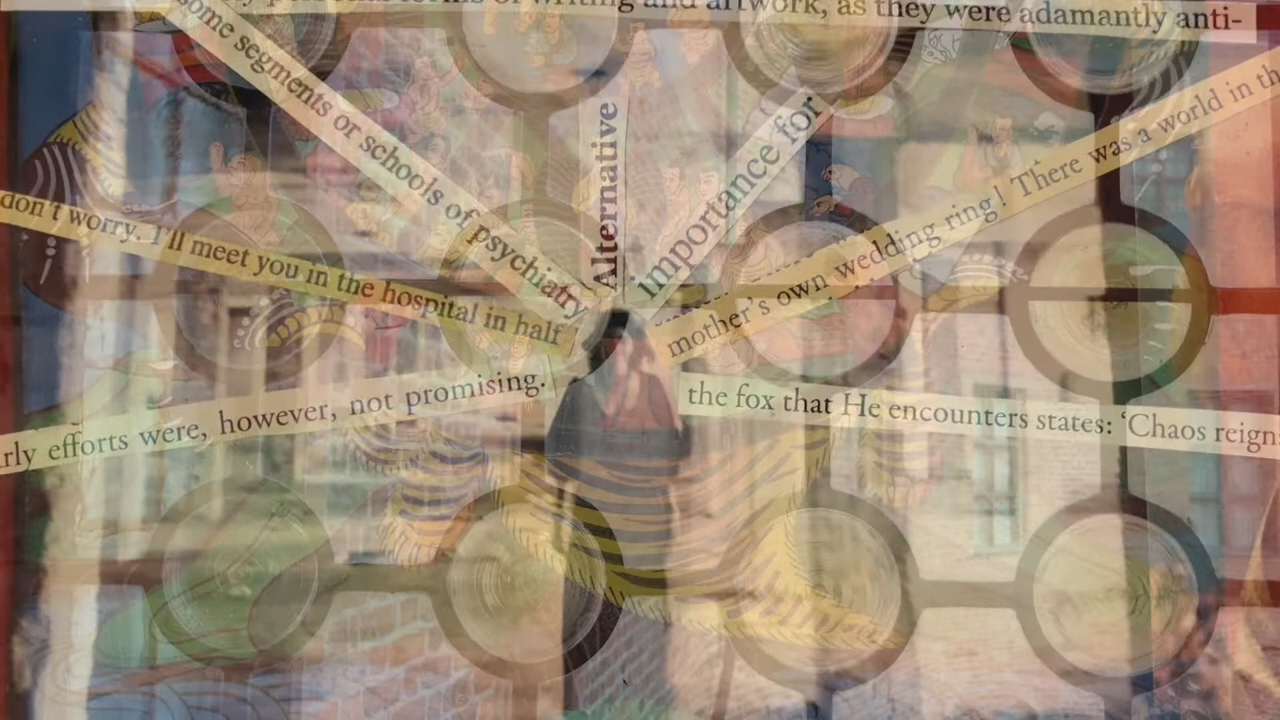 personal forms of writing and artwork, as they were adamantly anti-
some segments or schools of psychiatry
Alternative
importance for
mother's own wedding ring! There was a world in th
don't worry. I'll meet you in the hospital in half
rly efforts were, however, not promising.
the fox that He encounters states: 'Chaos reign